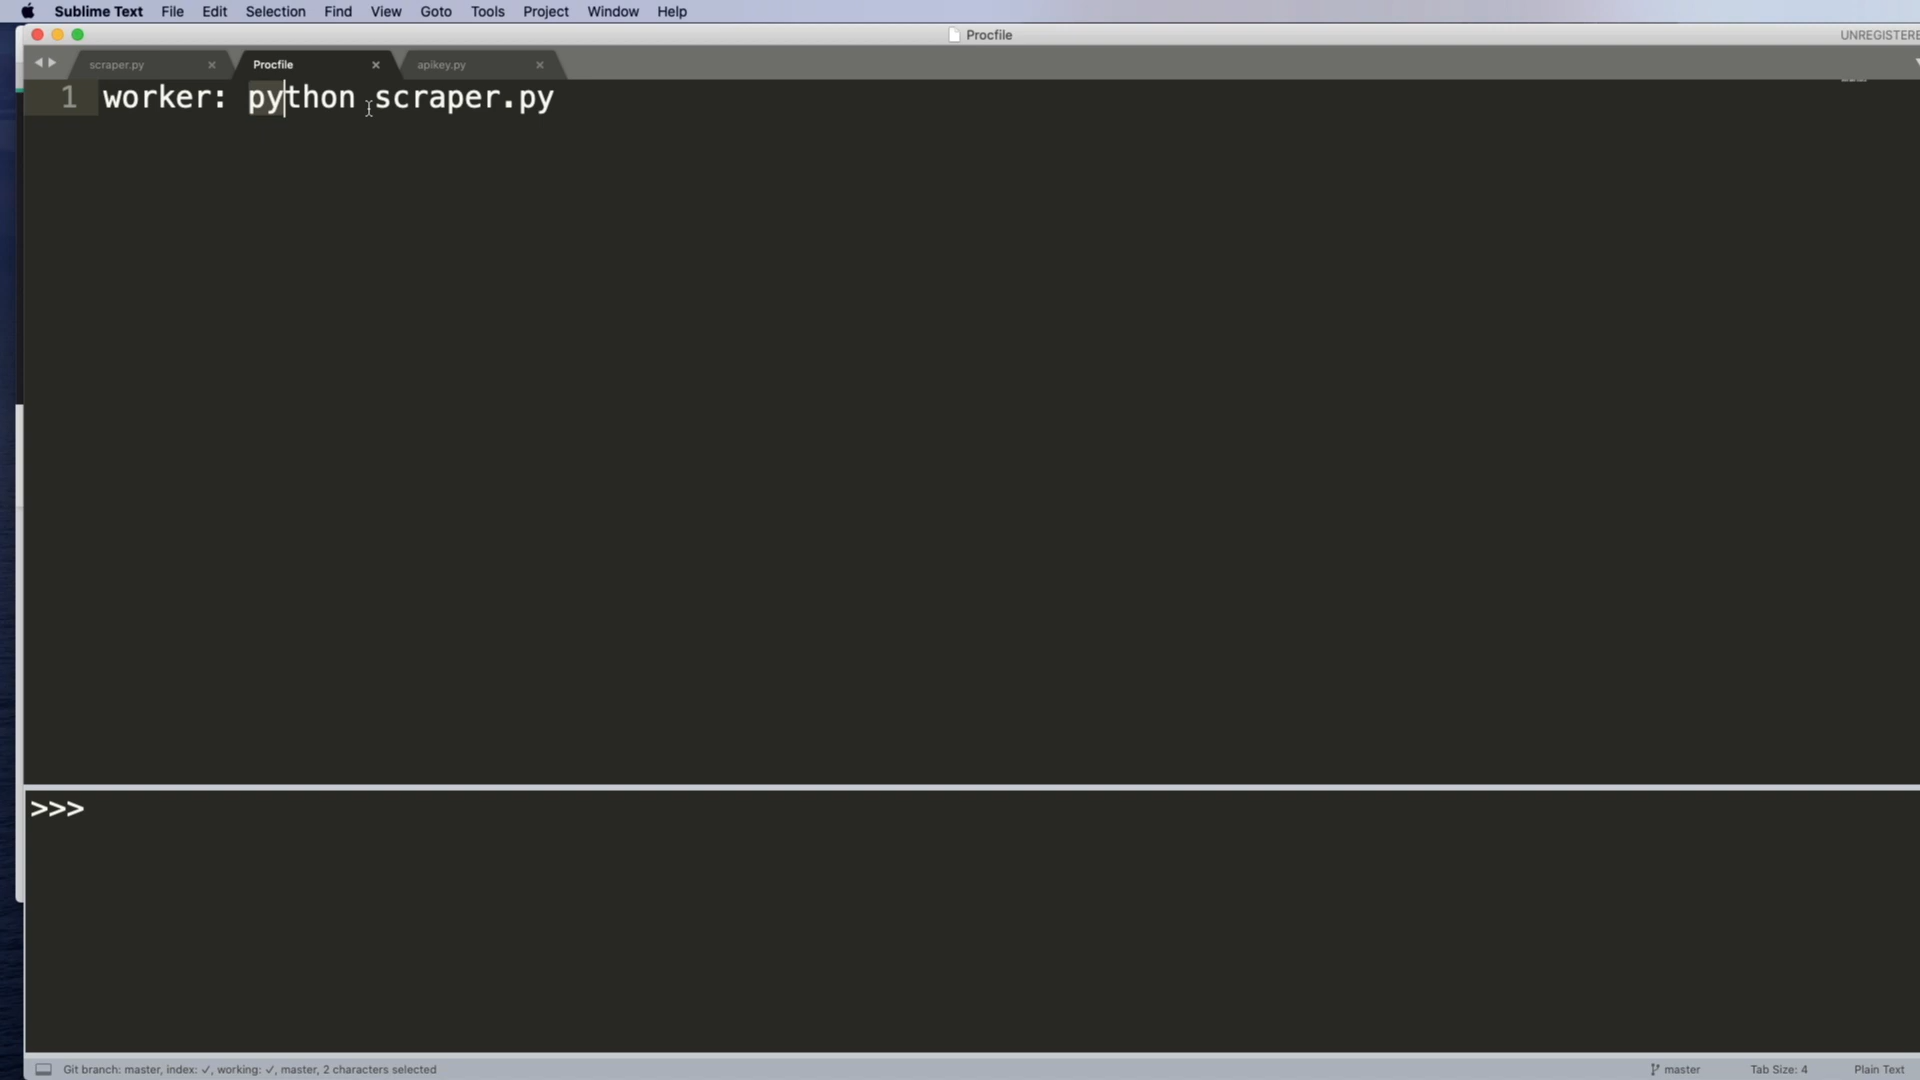 Sublime Text File Edit Selection Find View Goto Tools Project Window Help
Procfile
UNREGISTERE
scraper.py × Procfile × apikey.py ×
1 worker: python scraper.py
>>>
Git branch: master, index: ✓, working: ✓, master, 2 characters selected master Tab Size: 4 Plain Text